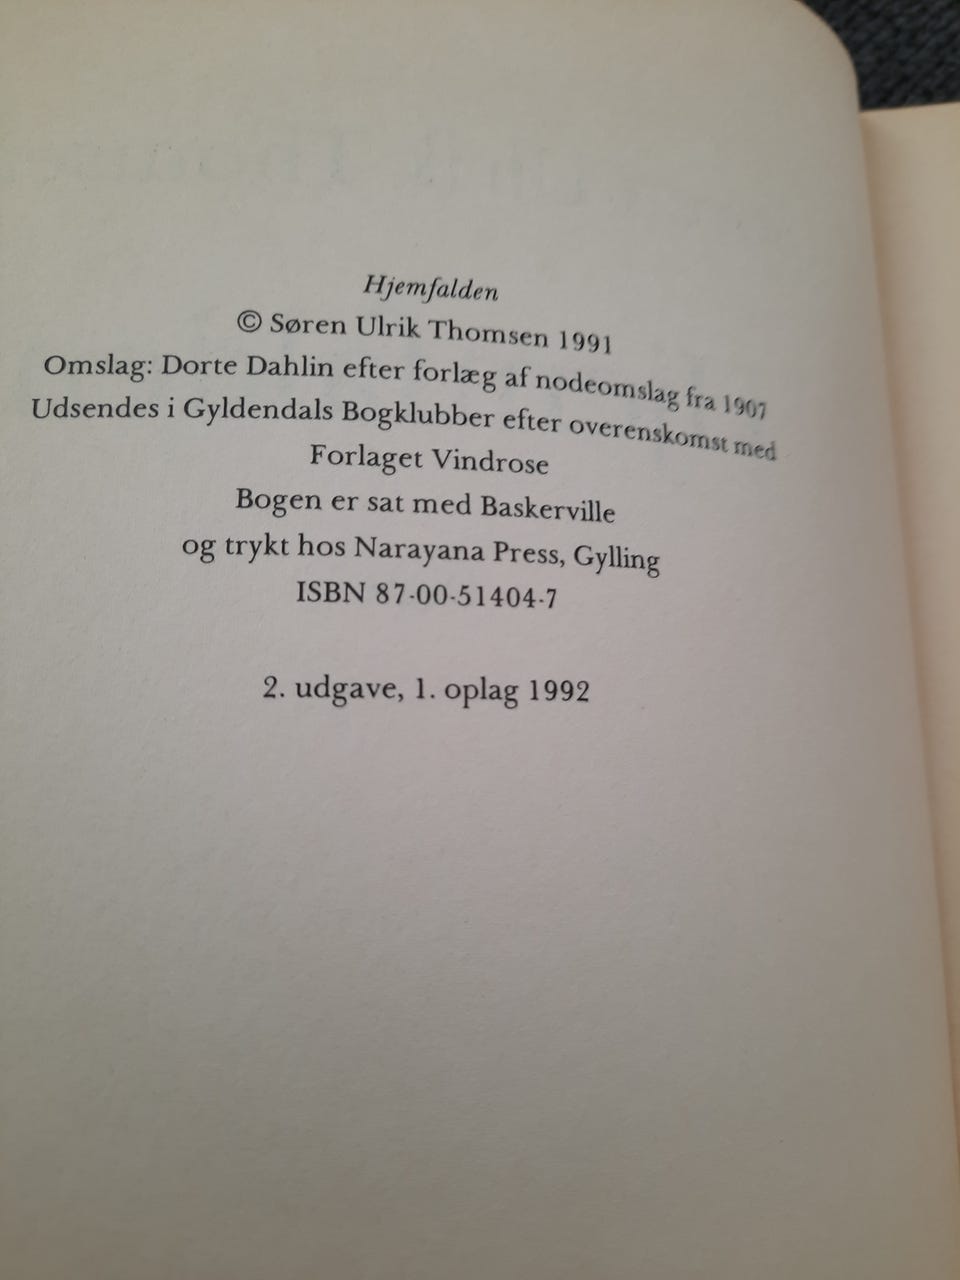 Hjemfalden
© Søren Ulrik Thomsen 1991
Omslag: Dorte Dahlin efter forlæg af nodeomslag fra 1907
Udsendes i Gyldendals Bogklubber efter overenskomst med
Forlaget Vindrose
Bogen er sat med Baskerville
og trykt hos Narayana Press, Gylling
ISBN 87-00-51404-7
2. udgave, 1. oplag 1992